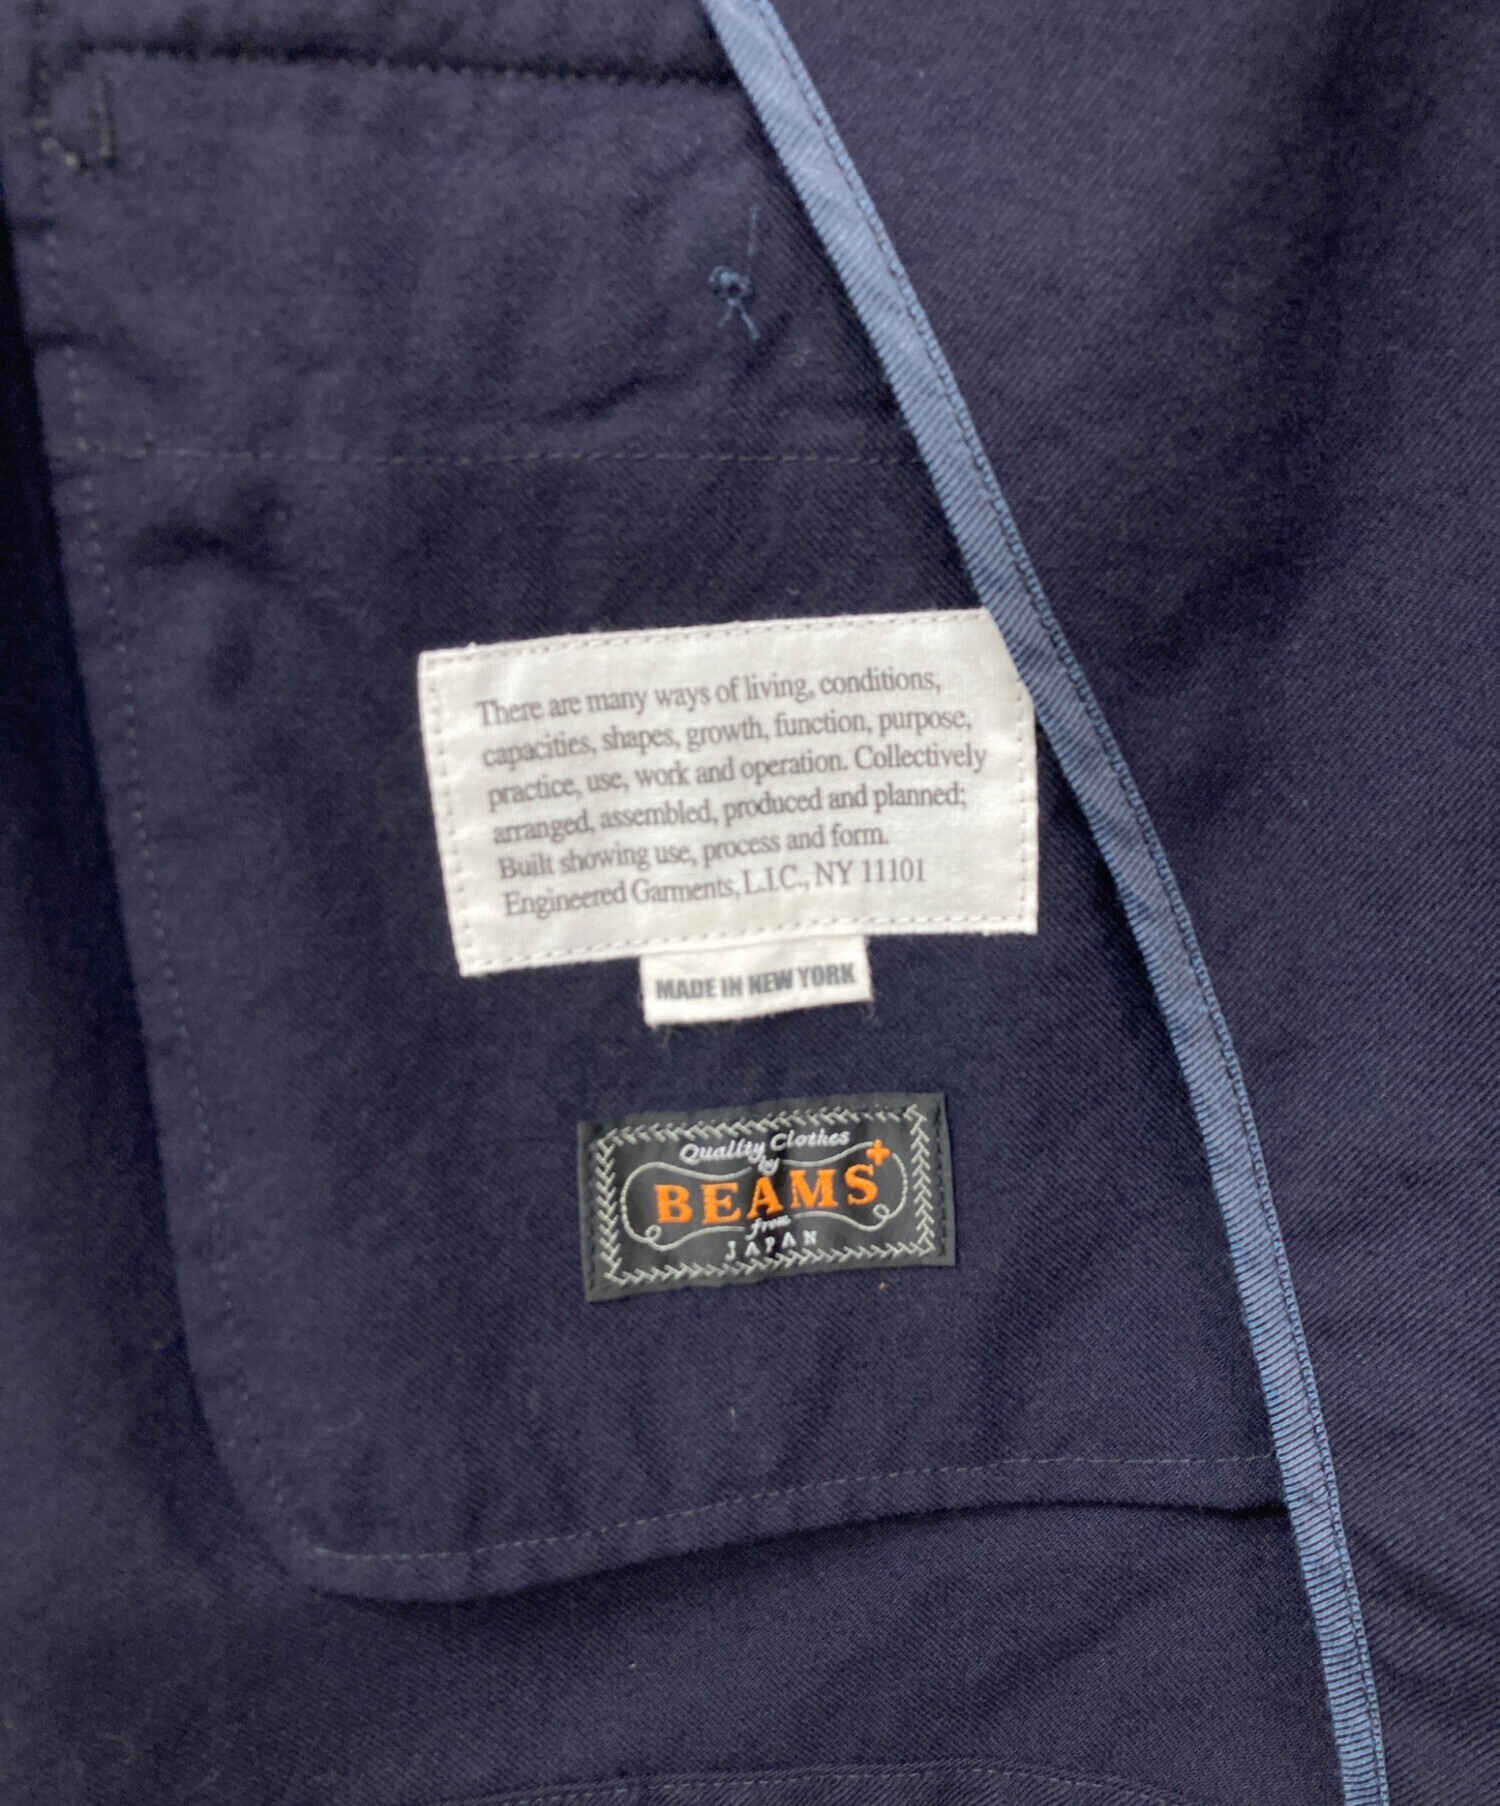 There are many ways of living, conditions,
capacities, shapes, growth, function, purpose,
practice, use, work and operation. Collectively
arranged, assembled, produced and planned;
Built showing use, process and form.
Engineered Garments, L.I.C., NY 11101
MADE IN NEW YORK
Quality Clothes
by
BEAMS+
from
JAPAN